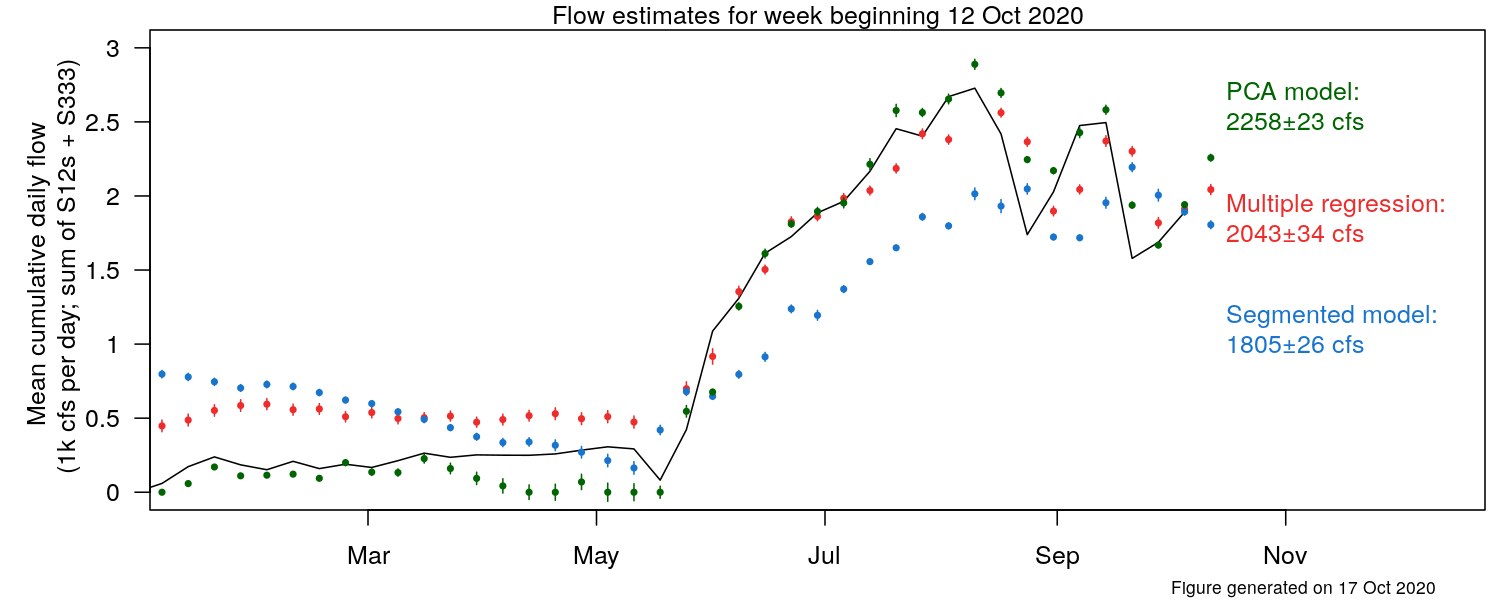 Flow estimates for week beginning 12 Oct 2020
Mean cumulative daily flow
(1k cfs per day; sum of S12s + S333)
3
2.5
2
1.5
1
0.5
0
PCA model:
2258±23 cfs
Multiple regression:
2043±34 cfs
Segmented model:
1805±26 cfs
Mar
May
Jul
Sep
Nov
FIgure generated on 17 Oct 2020